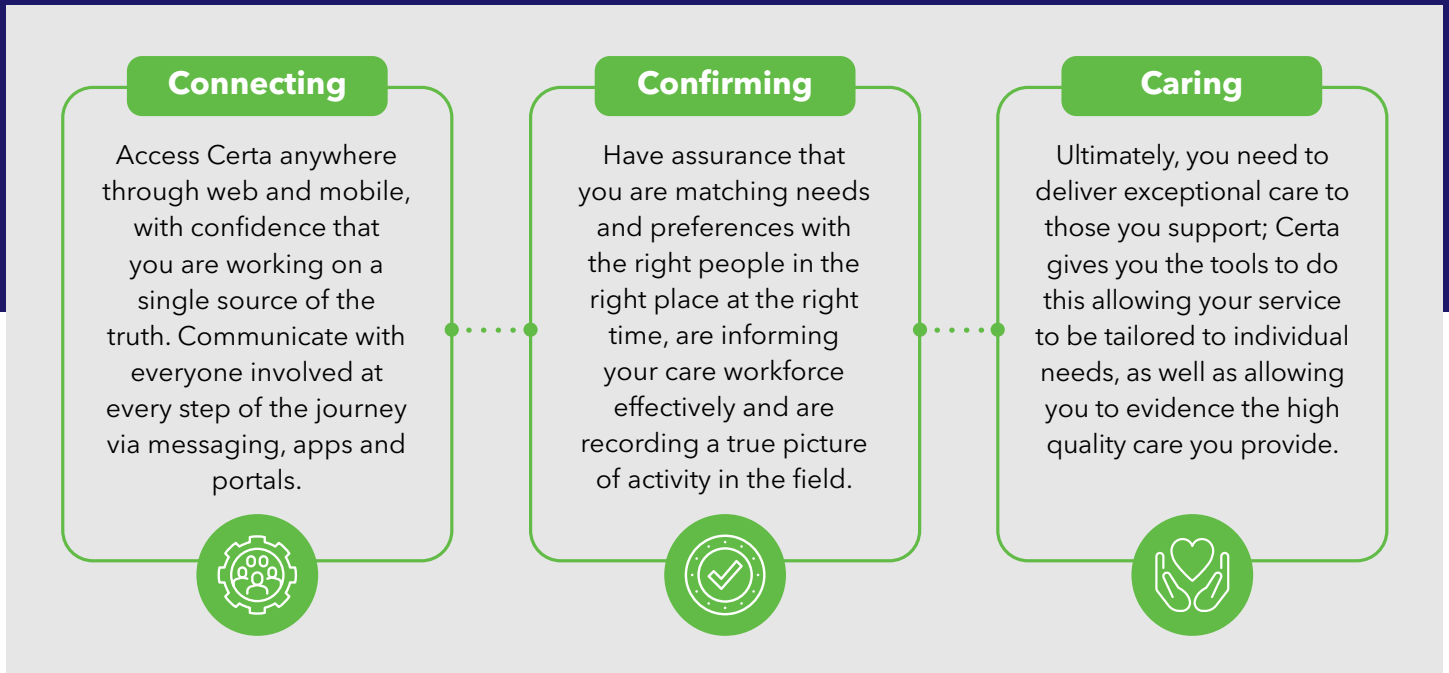 Connecting
Access Certa anywhere
through web and mobile,
with confidence that
you are working on a
single source of the
truth. Communicate with
everyone involved at
every step of the journey
via messaging, apps and
portals.
Confirming
Have assurance that
you are matching needs
and preferences with
the right people in the
right place at the right
time, are informing
your care workforce
effectively and are
recording a true picture
of activity in the field.
Caring
Ultimately, you need to
deliver exceptional care to
those you support; Certa
gives you the tools to do
this allowing your service
to be tailored to individual
needs, as well as allowing
you to evidence the high
quality care you provide.